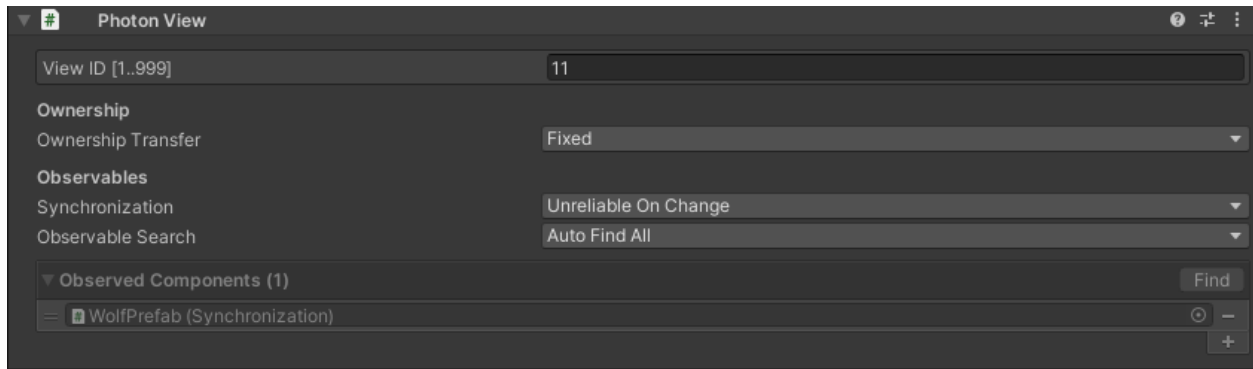 Photon View
View ID [1..999] 11
Ownership
Ownership Transfer Fixed
Observables
Synchronization Unreliable On Change
Observable Search Auto Find All
Observed Components (1) Find
WolfPrefab (Synchronization)